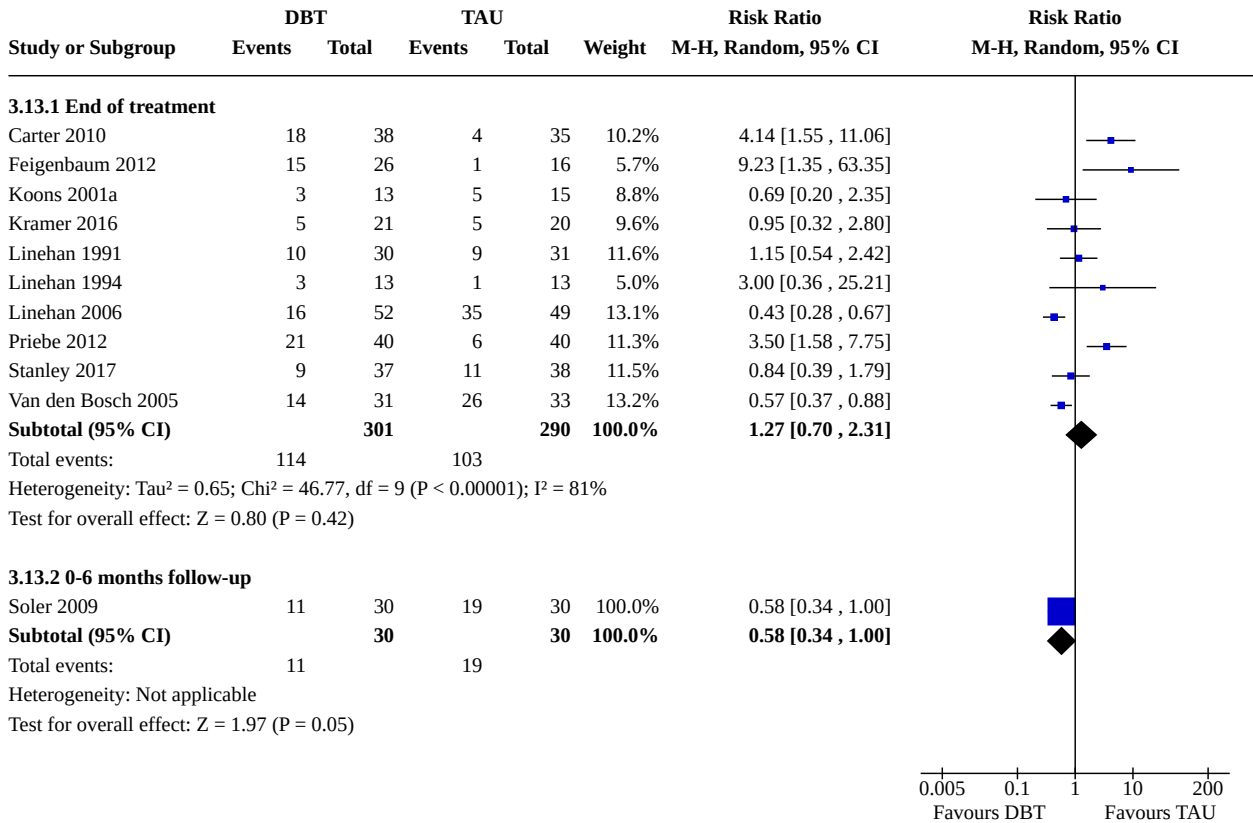 DBT TAU Risk Ratio Risk Ratio
Study or Subgroup Events Total Events Total Weight M-H, Random, 95% CI M-H, Random, 95% CI
3.13.1 End of treatment
Carter 2010 18 38 4 35 10.2% 4.14 [1.55 , 11.06]
Feigenbaum 2012 15 26 1 16 5.7% 9.23 [1.35 , 63.35]
Koons 2001a 3 13 5 15 8.8% 0.69 [0.20 , 2.35]
Kramer 2016 5 21 5 20 9.6% 0.95 [0.32 , 2.80]
Linehan 1991 10 30 9 31 11.6% 1.15 [0.54 , 2.42]
Linehan 1994 3 13 1 13 5.0% 3.00 [0.36 , 25.21]
Linehan 2006 16 52 35 49 13.1% 0.43 [0.28 , 0.67]
Priebe 2012 21 40 6 40 11.3% 3.50 [1.58 , 7.75]
Stanley 2017 9 37 11 38 11.5% 0.84 [0.39 , 1.79]
Van den Bosch 2005 14 31 26 33 13.2% 0.57 [0.37 , 0.88]
Subtotal (95% CI) 301 290 100.0% 1.27 [0.70 , 2.31]
Total events: 114 103
Heterogeneity: Tau² = 0.65; Chi² = 46.77, df = 9 (P < 0.00001); I² = 81%
Test for overall effect: Z = 0.80 (P = 0.42)
3.13.2 0-6 months follow-up
Soler 2009 11 30 19 30 100.0% 0.58 [0.34 , 1.00]
Subtotal (95% CI) 30 30 100.0% 0.58 [0.34 , 1.00]
Total events: 11 19
Heterogeneity: Not applicable
Test for overall effect: Z = 1.97 (P = 0.05)
0.005 0.1 1 10 200
Favours DBT Favours TAU